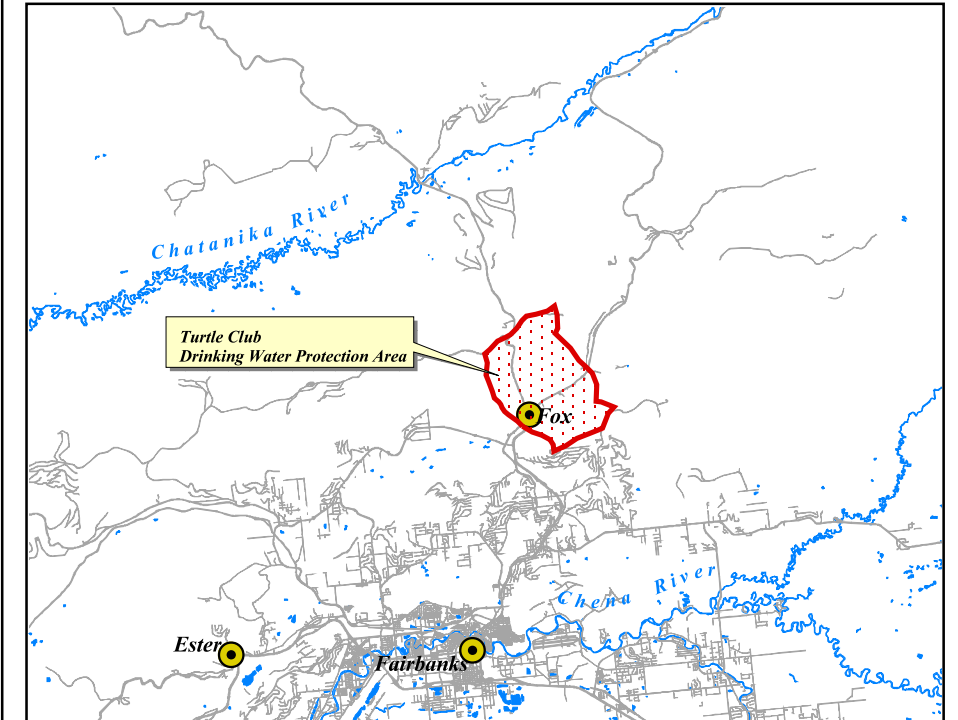 Chatanika River
Turtle Club
Drinking Water Protection Area
Fox
Chena River
Ester
Fairbanks